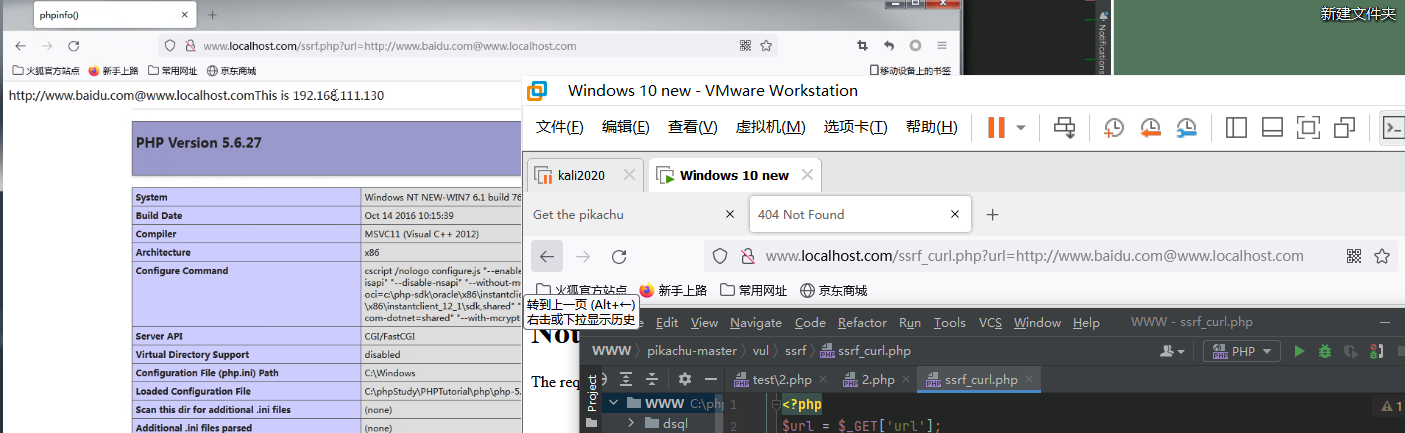 新建文件夹
phpinfo()
www.localhost.com/ssrf.php?url=http://www.baidu.com@www.localhost.com
火狐官方站点 新手上路 常用网址 京东商城 移动设备上的书签
Notifications
http://www.baidu.com@www.localhost.comThis is 192.168.111.130
PHP Version 5.6.27
System Windows NT NEW-WIN7 6.1 build 76
Build Date Oct 14 2016 10:15:39
Compiler MSVC11 (Visual C++ 2012)
Architecture x86
Configure Command cscript /nologo configure.js "--enable
isapi" "--disable-nsapi" "--without-m
oci=c:\php-sdk\oracle\x86\instantcli
\x86\instantclient_12_1\sdk,shared" "
com-dotnet=shared" "--with-mcrypt
Server API CGI/FastCGI
Virtual Directory Support disabled
Configuration File (php.ini) Path C:\Windows
Loaded Configuration File C:\phpStudy\PHPTutorial\php\php-5.
Scan this dir for additional .ini files (none)
Additional .ini files parsed (none)
Windows 10 new - VMware Workstation
文件(F) 编辑(E) 查看(V) 虚拟机(M) 选项卡(T) 帮助(H)
kali2020 Windows 10 new
Get the pikachu 404 Not Found
www.localhost.com/ssrf_curl.php?url=http://www.baidu.com@www.localhost.com
火狐官方站点 新手上路 常用网址 京东商城
转到上一页 (Alt+←)
右击或下拉显示历史
Not
The req
Edit View Navigate Code Refactor Run Tools VCS Window Help WWW - ssrf_curl.php
WWW pikachu-master vul ssrf ssrf_curl.php PHP
Project
test\2.php 2.php ssrf_curl.php
WWW C:\php
dsql
1 <?php
2 $url = $_GET['url'];
1